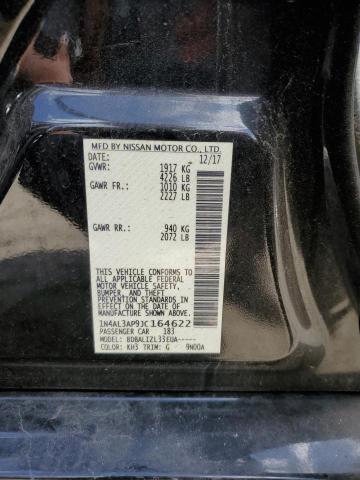 MFD BY NISSAN MOTOR CO., LTD.
DATE: 12/17
GVWR: 1917 KG
4226 LB
GAWR FR.: 1010 KG
2227 LB
GAWR RR.: 940 KG
2072 LB
THIS VEHICLE CONFORMS TO
ALL APPLICABLE FEDERAL
MOTOR VEHICLE SAFETY,
BUMPER, AND THEFT
PREVENTION STANDARDS
IN EFFECT ON THE DATE OF
MANUFACTURE SHOWN ABOVE.
1N4AL3AP9JC164622
PASSENGER CAR 183
MODEL: BDBALIZL33EUA-----
COLOR: KH3 TRIM: G 9N00A